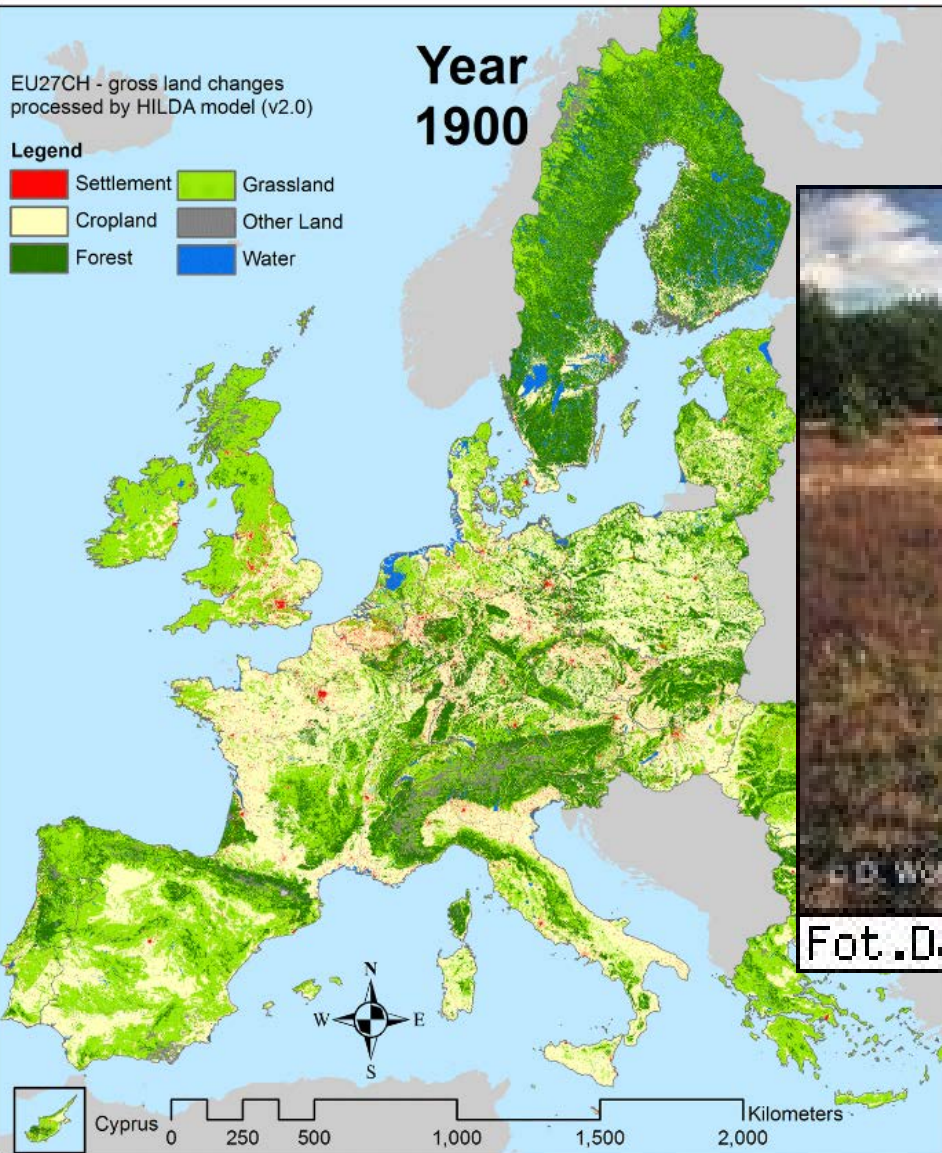 Year
1900
EU27CH - gross land changes
processed by HILDA model (v2.0)
Legend
Settlement Grassland
Cropland Other Land
Forest Water
N
W E
S
Cyprus
Kilometers
0 250 500 1,000 1,500 2,000
D.
Fot.